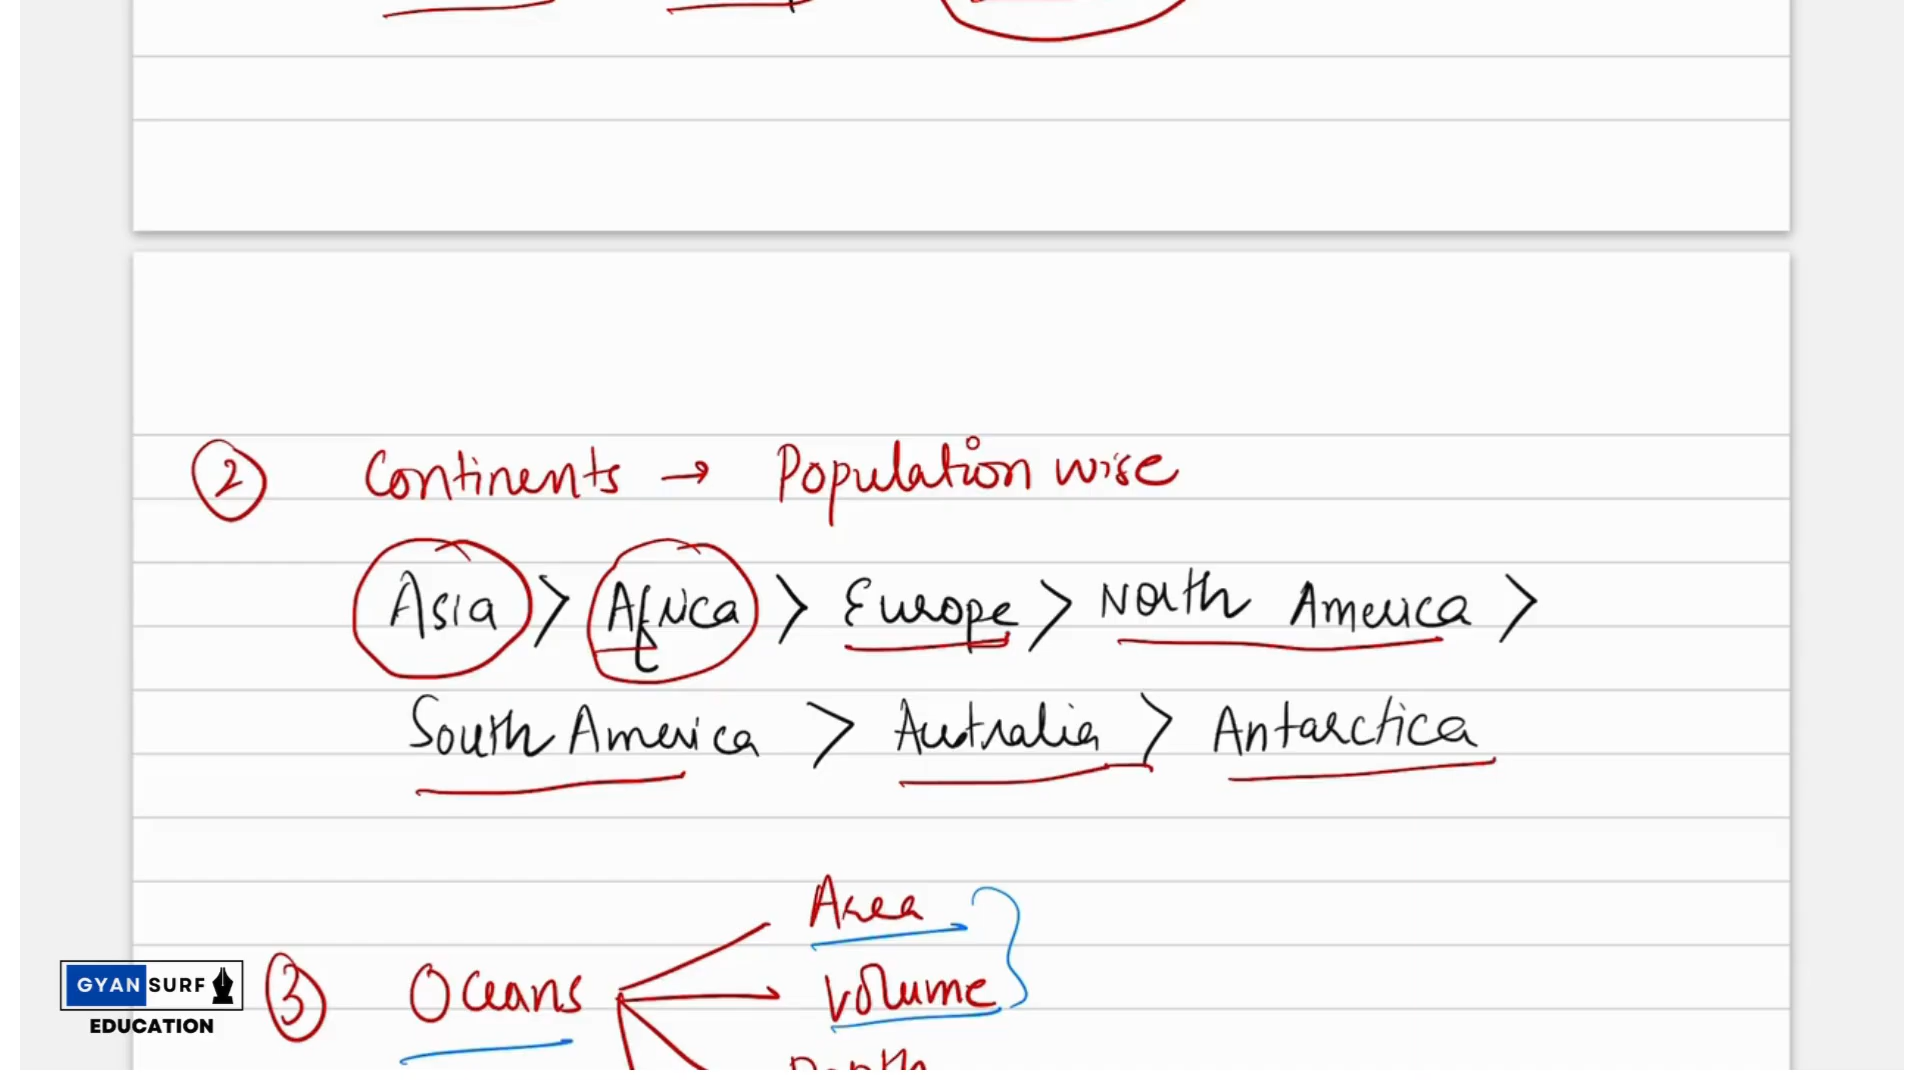 ② Continents → Population wise
Asia > Africa > Europe > North America >
South America > Australia > Antarctica
Area
③ Oceans → Volume
Depth
GYAN SURF
EDUCATION